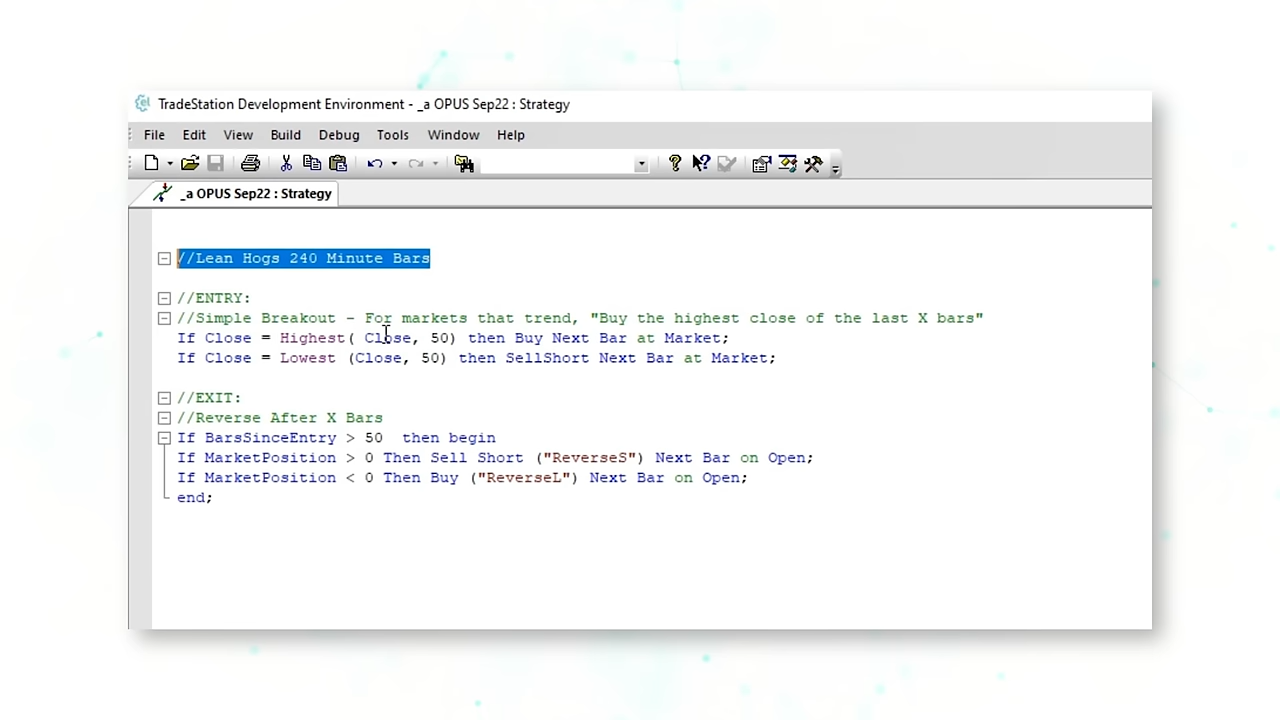 TradeStation Development Environment - _a OPUS Sep22 : Strategy
File Edit View Build Debug Tools Window Help
_a OPUS Sep22 : Strategy
//Lean Hogs 240 Minute Bars
//ENTRY:
//Simple Breakout - For markets that trend, "Buy the highest close of the last X bars"
If Close = Highest( Close, 50) then Buy Next Bar at Market;
If Close = Lowest (Close, 50) then SellShort Next Bar at Market;
//EXIT:
//Reverse After X Bars
If BarsSinceEntry > 50  then begin
If MarketPosition > 0 Then Sell Short ("ReverseS") Next Bar on Open;
If MarketPosition < 0 Then Buy ("ReverseL") Next Bar on Open;
end;